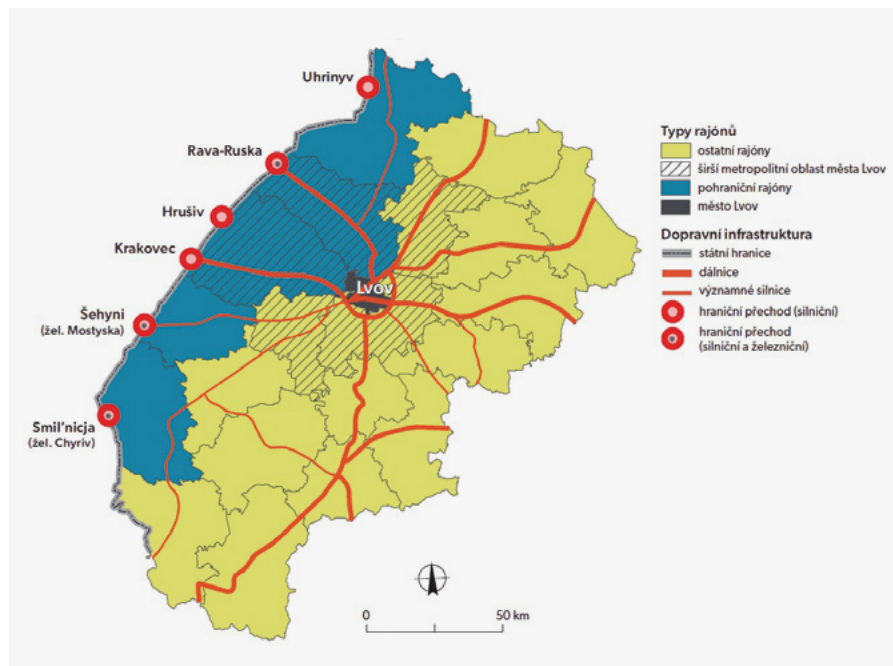 Uhrinyv
Rava-Ruska
Hrušiv
Krakovec
Šehyni
(žel. Mostyska)
Smil’nicja
(žel. Chyriv)
Lvov
Typy rajónů
ostatní rajóny
širší metropolitní oblast města Lvov
pohraniční rajóny
město Lvov
Dopravní infrastruktura
státní hranice
dálnice
významné silnice
hraniční přechod (silniční)
hraniční přechod
(silniční a železniční)
0
50 km